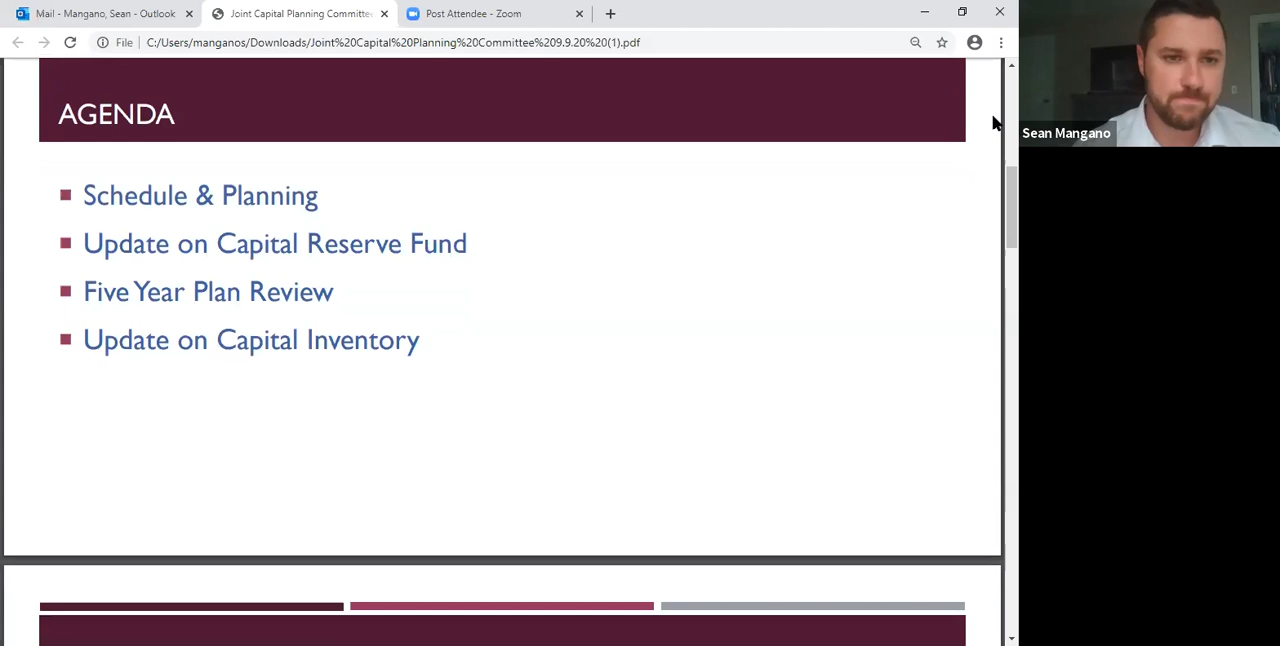 Mail - Mangano, Sean - Outlook
Joint Capital Planning Committee
Post Attendee - Zoom
File
C:/Users/manganos/Downloads/Joint%20Capital%20Planning%20Committee%209.9.20%20(1).pdf
AGENDA
Sean Mangano
Schedule & Planning
Update on Capital Reserve Fund
Five Year Plan Review
Update on Capital Inventory